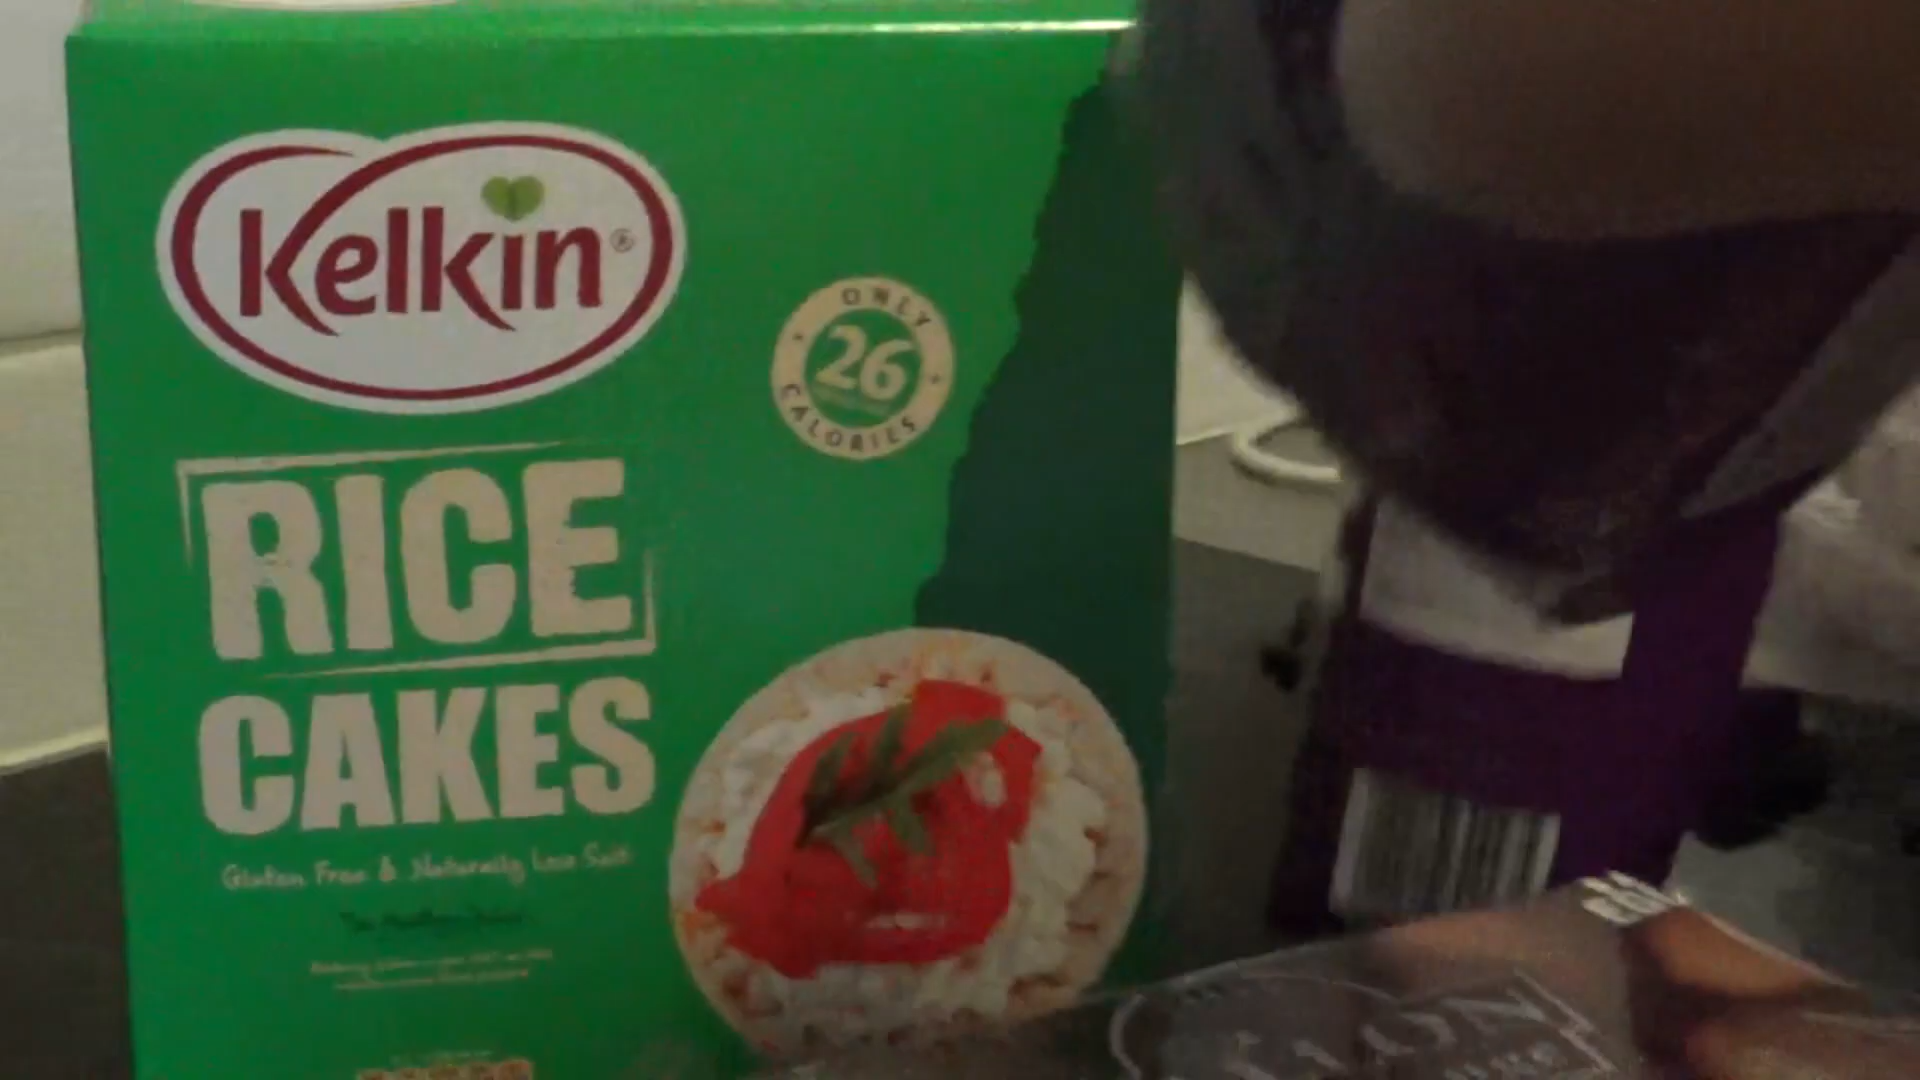 Kelkin®
ONLY
26
CALORIES
RICE
CAKES
Gluten Free & Naturally Low Salt